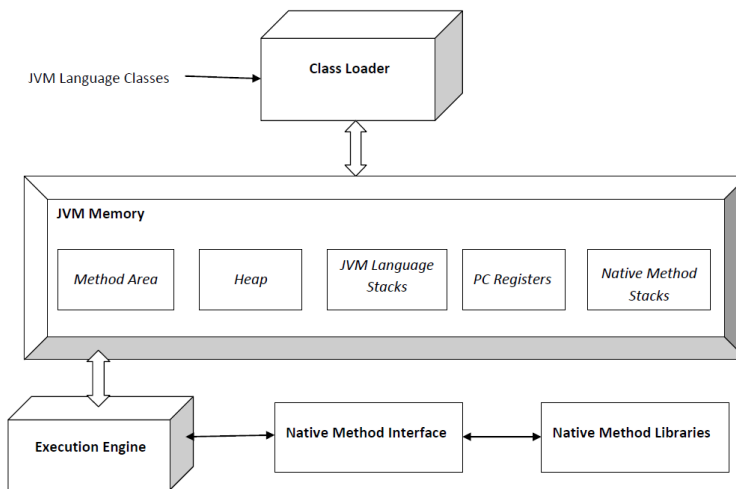 Class Loader
JVM Language Classes
JVM Memory
Method Area
Heap
JVM Language
Stacks
PC Registers
Native Method
Stacks
Execution Engine
Native Method Interface
Native Method Libraries